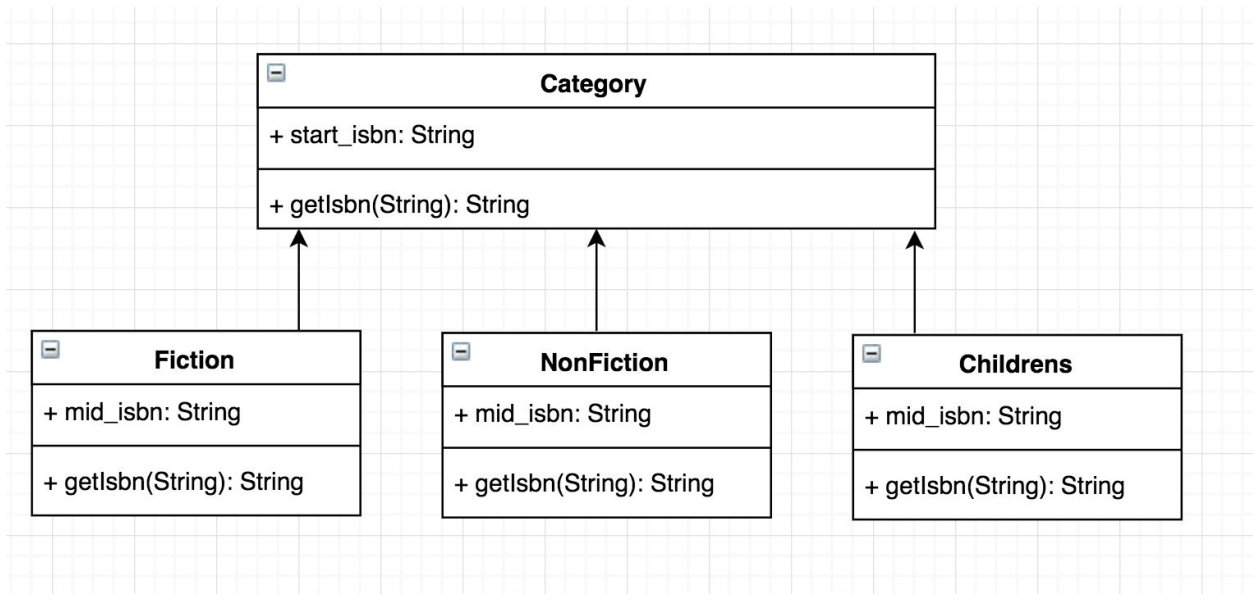 Category
+ start_isbn: String
+ getIsbn(String): String
Fiction
+ mid_isbn: String
+ getIsbn(String): String
NonFiction
+ mid_isbn: String
+ getIsbn(String): String
Childrens
+ mid_isbn: String
+ getIsbn(String): String